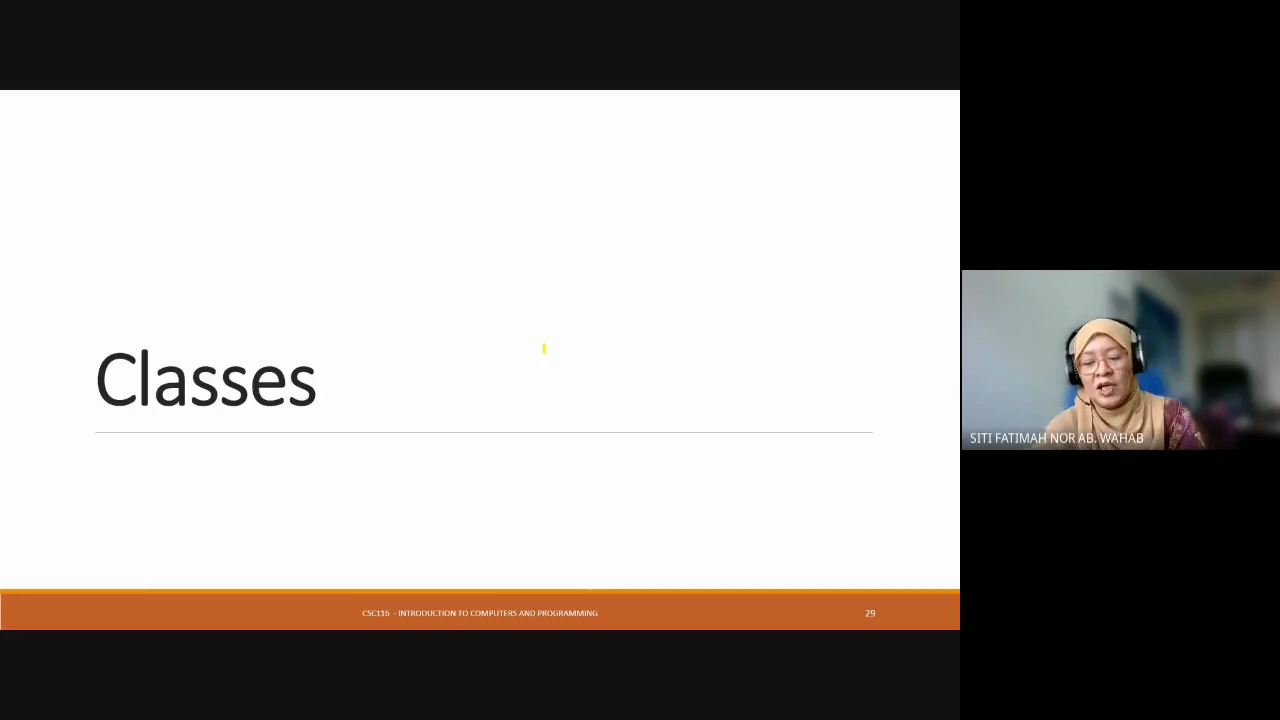 Classes
SITI FATIMAH NOR AB. WAHAB
CSC116 - INTRODUCTION TO COMPUTERS AND PROGRAMMING
29